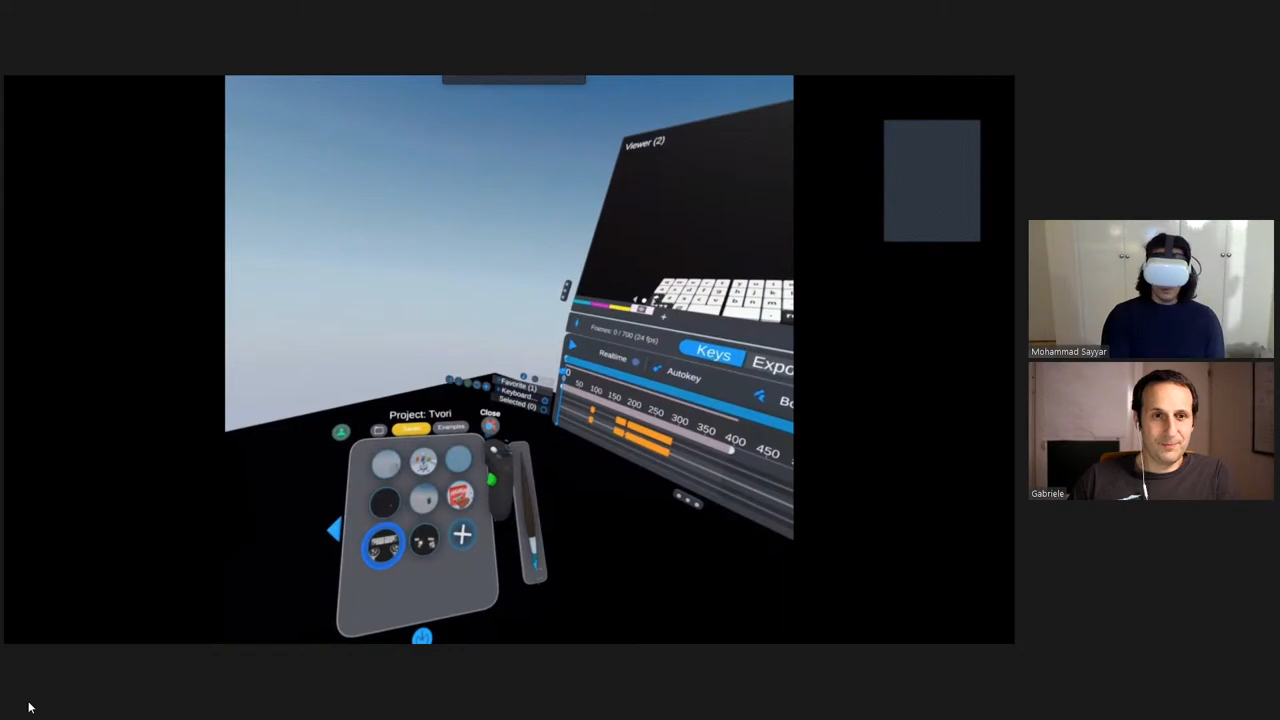 Viewer (2)
Frames: 0 / 700 (24 fps)
Keys
Expo
Realtime
Autokey
Bo
0 50 100 150 200 250 300 350 400 450
Favorite (1)
Keyboard...
Selected (0)
Project: Tvori
Close
Examples
Mohammad Sayyar
Gabriele